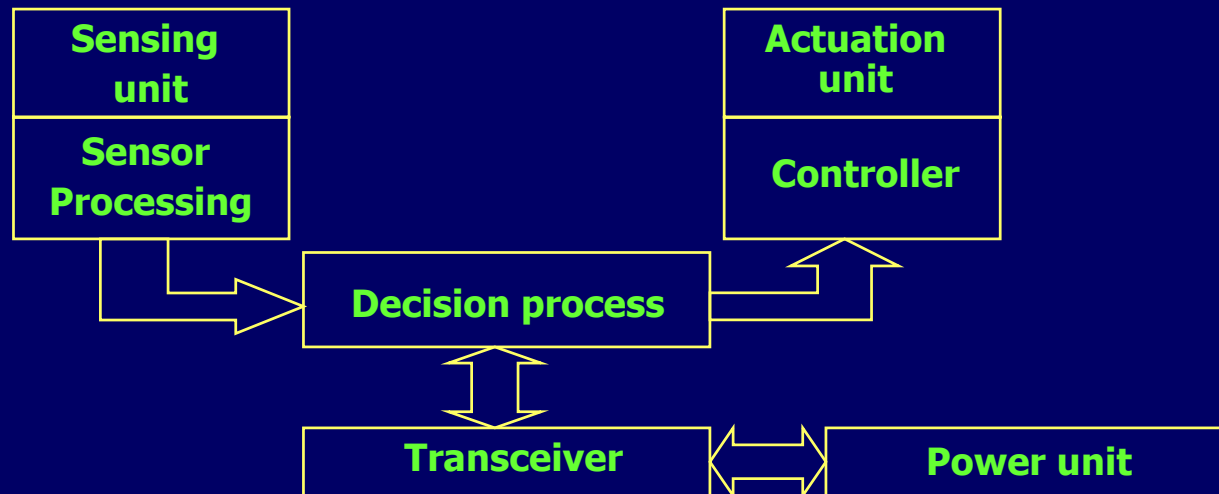 Sensing
unit
Sensor
Processing
Actuation
unit
Controller
Decision process
Transceiver
Power unit